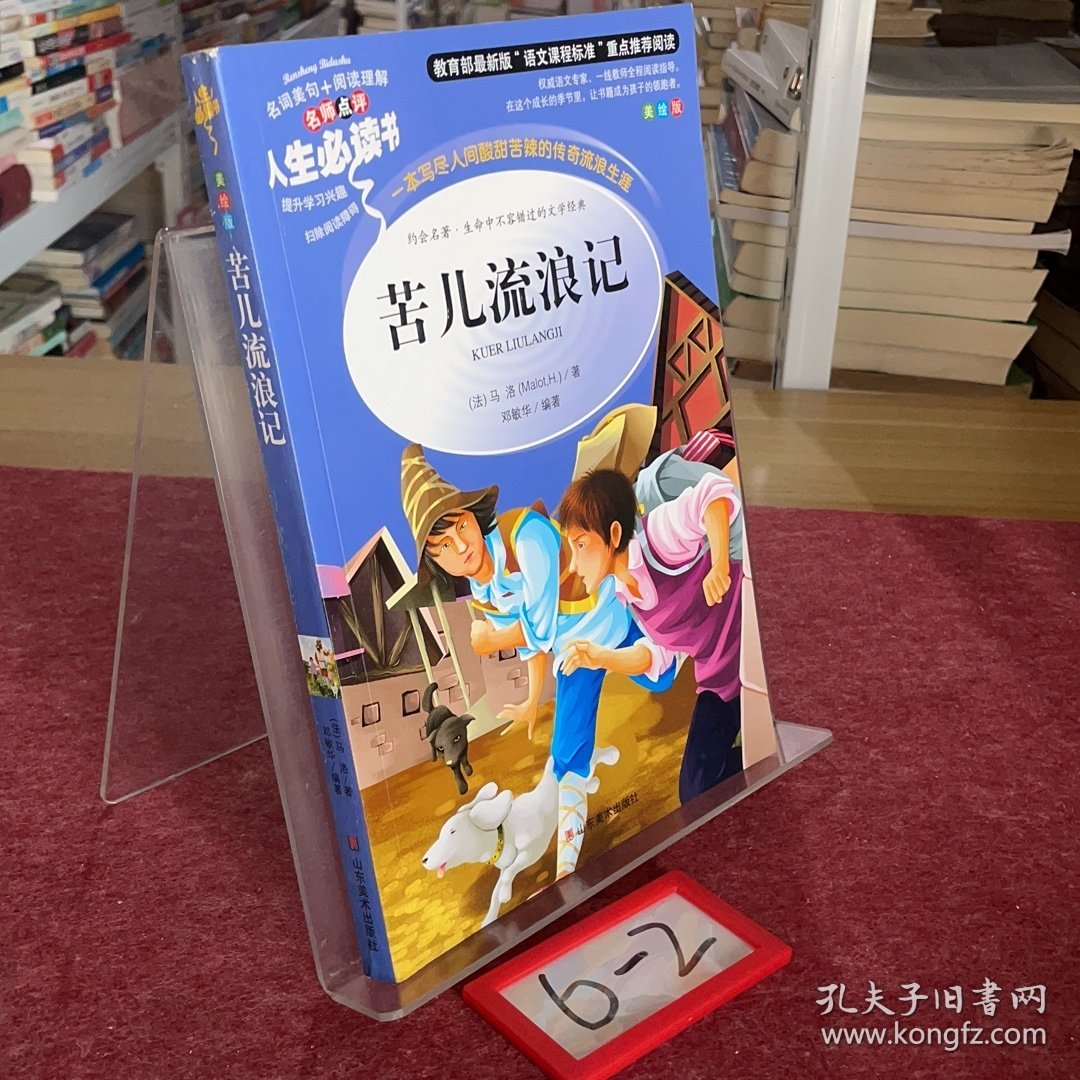 教育部最新版“语文课程标准”重点推荐阅读
权威语文专家、一线教师全程阅读指导。
在这个成长的季节里，让书籍成为孩子的领跑者。
美绘版
Rensheng Bidushu
名词美句+阅读理解
名师点评
人生必读书
提升学习兴趣
扫除阅读障碍
一本写尽人间酸甜苦辣的传奇流浪生涯
约会名著·生命中不容错过的文学经典
苦儿流浪记
KUER LIULANGJI
(法)马 洛(Malot.H.)/著
邓敏华/编著
山东美术出版社
美绘版
苦儿流浪记
(法)马 洛/著
邓敏华/编著
山东美术出版社
6-2
孔夫子旧書网
www.kongfz.com